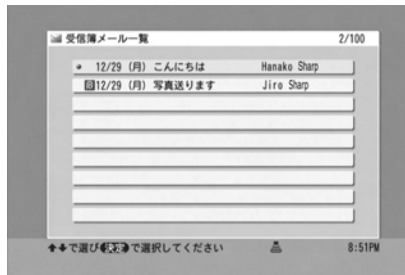 受信簿メール一覧 2/100
12/29 (月) こんにちは Hanako Sharp
12/29 (月) 写真送ります Jiro Sharp
で選び決定で選択してください 8:51PM